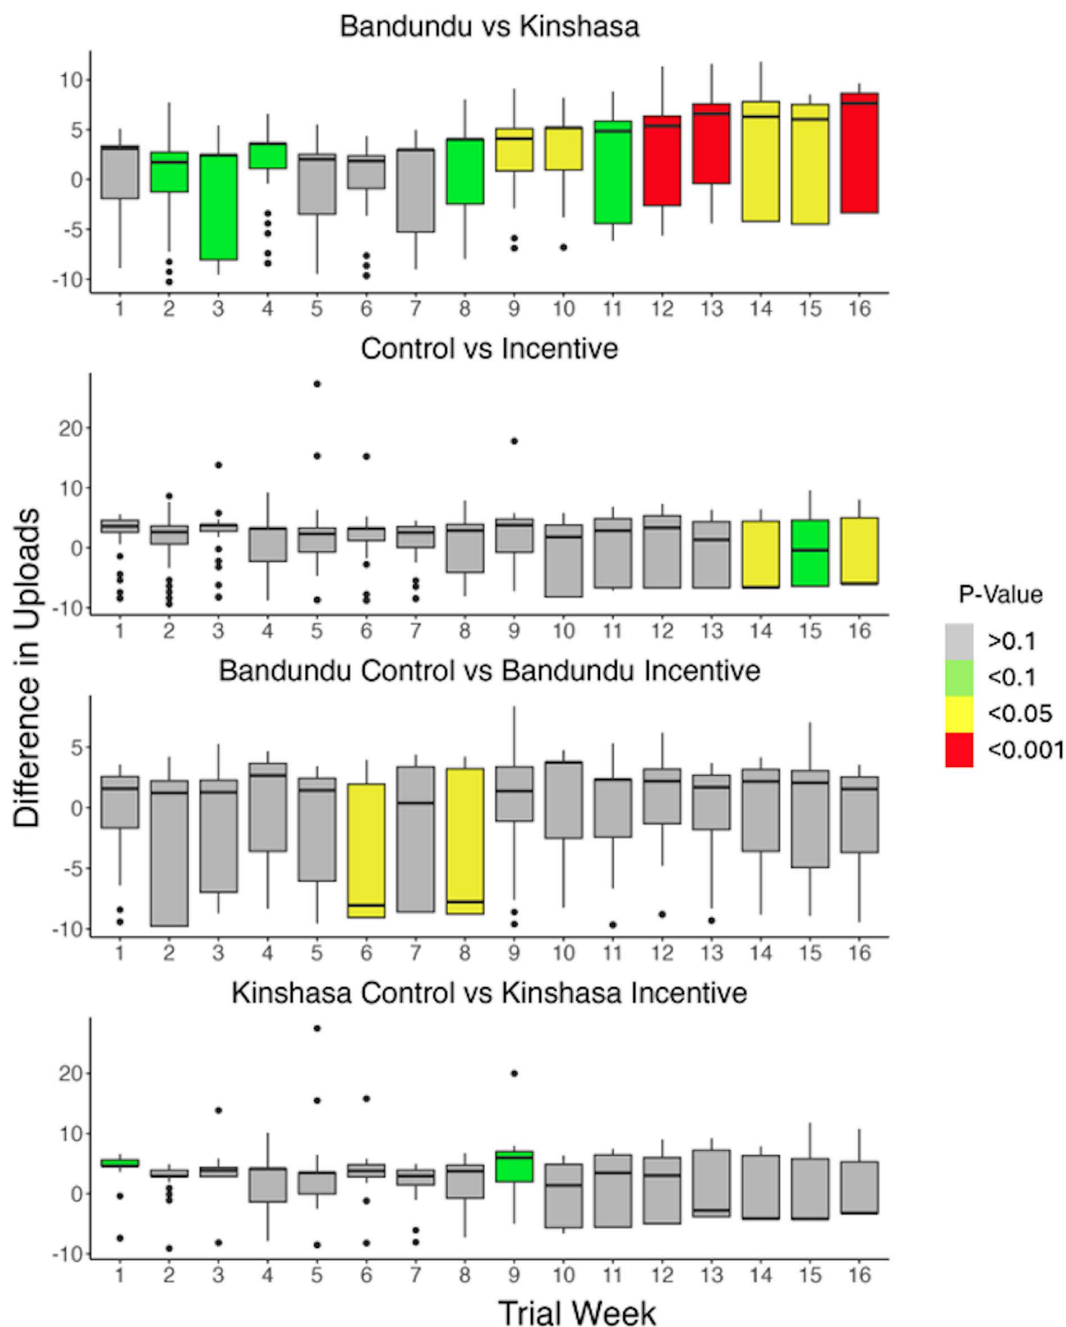 Bandundu vs Kinshasa
10
5
0
-5
-10
1 2 3 4 5 6 7 8 9 10 11 12 13 14 15 16
Control vs Incentive
20
10
0
-10
1 2 3 4 5 6 7 8 9 10 11 12 13 14 15 16
Bandundu Control vs Bandundu Incentive
5
0
-5
-10
1 2 3 4 5 6 7 8 9 10 11 12 13 14 15 16
Kinshasa Control vs Kinshasa Incentive
20
10
0
-10
1 2 3 4 5 6 7 8 9 10 11 12 13 14 15 16
Difference in Uploads
Trial Week
P-Value
>0.1
<0.1
<0.05
<0.001